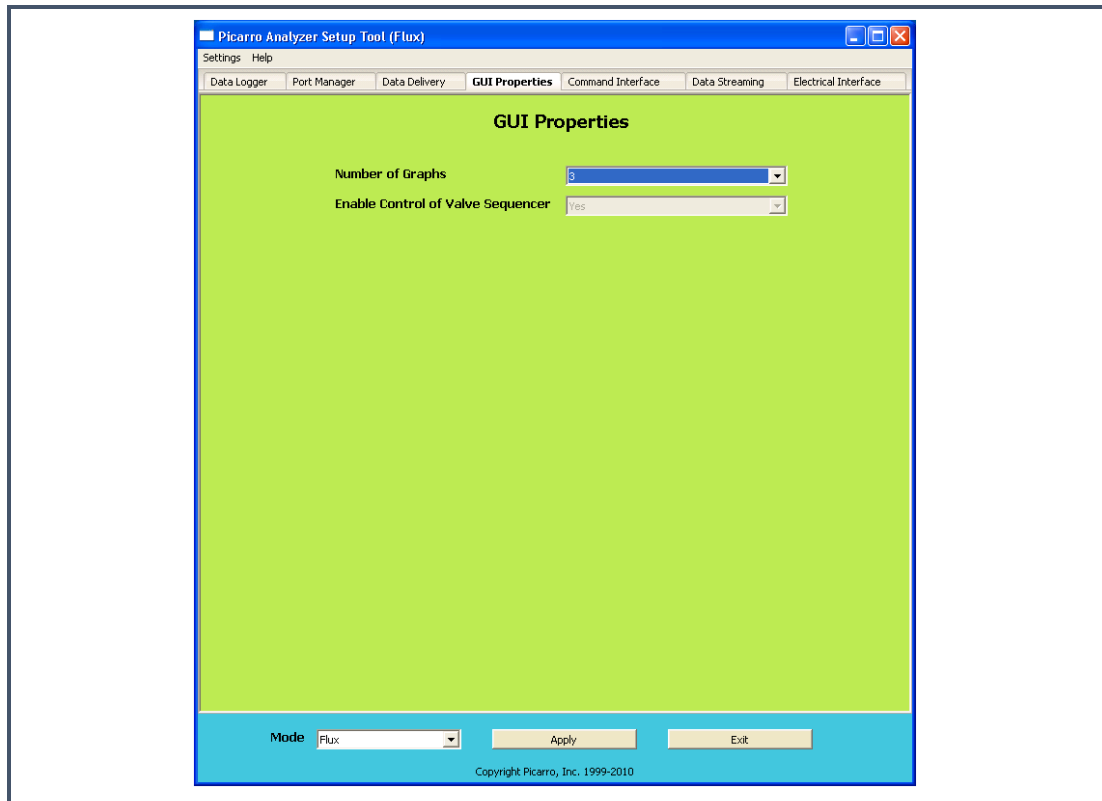 Picarro Analyzer Setup Tool (Flux)
Settings Help
Data Logger Port Manager Data Delivery GUI Properties Command Interface Data Streaming Electrical Interface
GUI Properties
Number of Graphs 3
Enable Control of Valve Sequencer Yes
Mode Flux Apply Exit
Copyright Picarro, Inc. 1999-2010